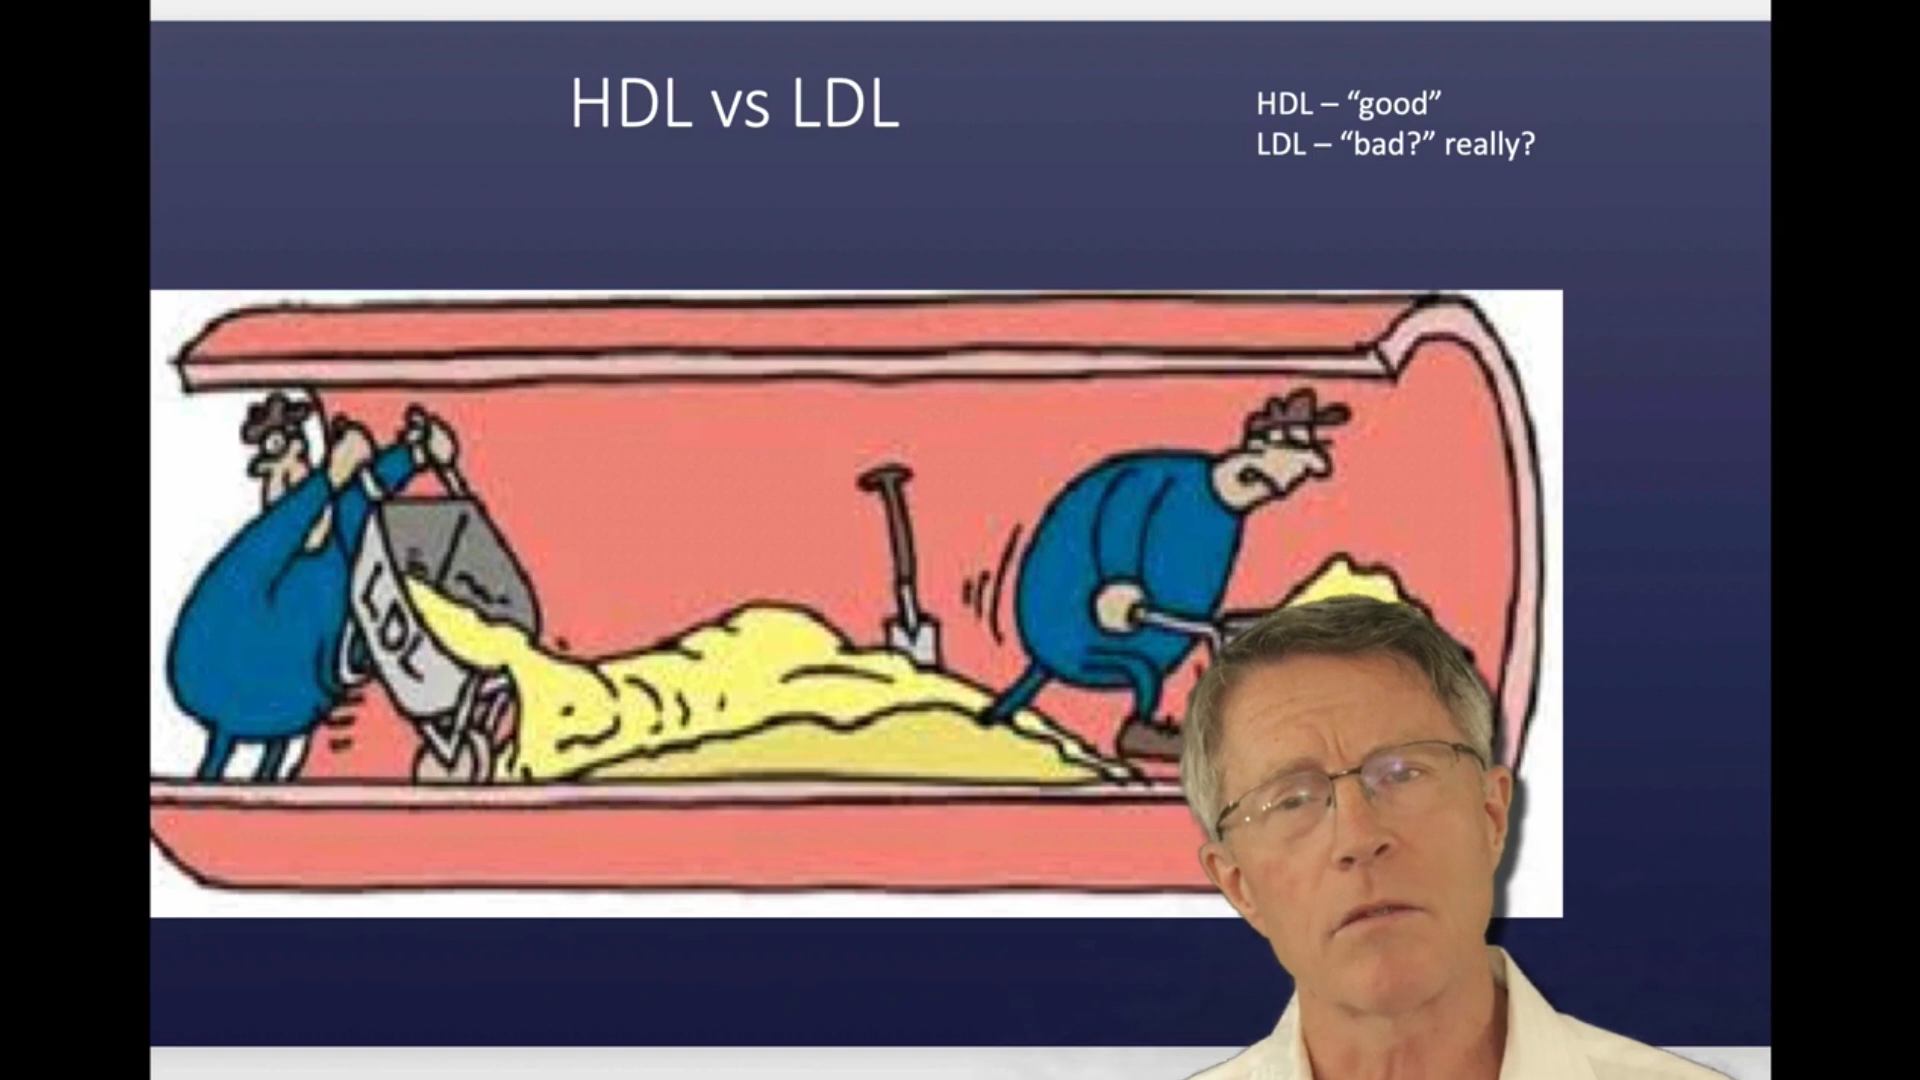 HDL vs LDL
HDL – “good”
LDL – “bad?” really?
LDL